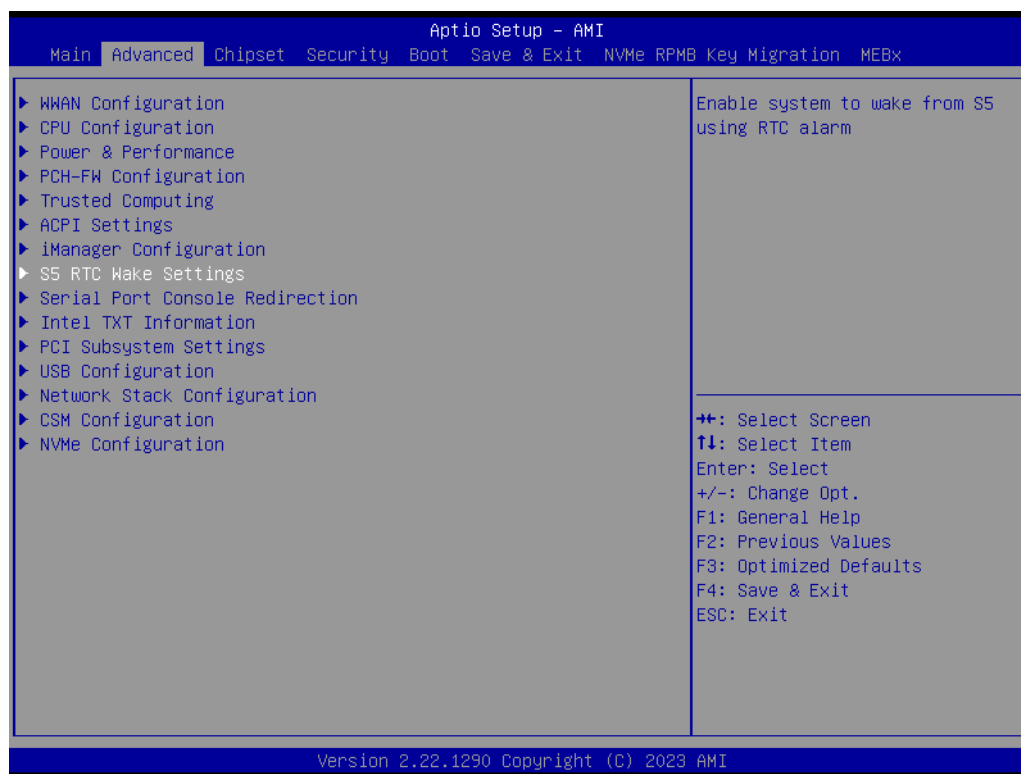 Aptio Setup – AMI
Main Advanced Chipset Security Boot Save & Exit NVMe RPMB Key Migration MEBx
▶ WWAN Configuration
▶ CPU Configuration
▶ Power & Performance
▶ PCH-FW Configuration
▶ Trusted Computing
▶ ACPI Settings
▶ iManager Configuration
▶ S5 RTC Wake Settings
▶ Serial Port Console Redirection
▶ Intel TXT Information
▶ PCI Subsystem Settings
▶ USB Configuration
▶ Network Stack Configuration
▶ CSM Configuration
▶ NVMe Configuration
Enable system to wake from S5
using RTC alarm
→←: Select Screen
↑↓: Select Item
Enter: Select
+/-: Change Opt.
F1: General Help
F2: Previous Values
F3: Optimized Defaults
F4: Save & Exit
ESC: Exit
Version 2.22.1290 Copyright (C) 2023 AMI